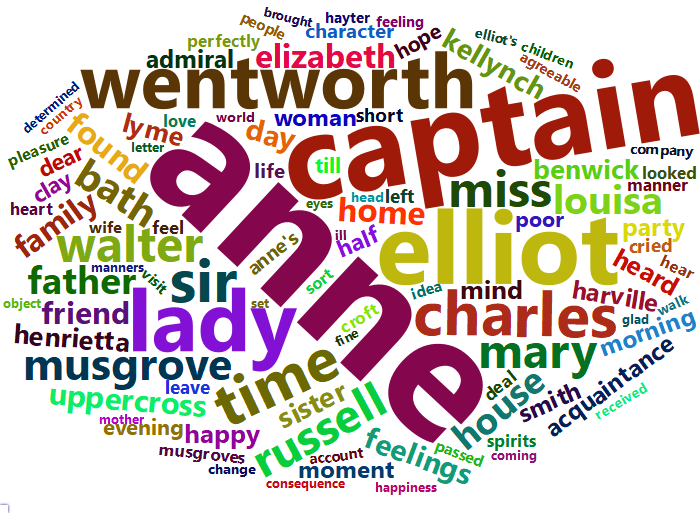 brought
hayter
feeling
people
character
hope
elliot's children
perfectly
admiral
elizabeth
kellynch
agreeable
wentworth
captain
determined
country
found
lyme
love
world
woman
short
day
letter
pleasure
dear
clay
bath
life
till
miss
benwick
looked
company
manner
louisa
heart
family
wife
feel
anne
eyes
head
left
home
poor
party
cried
walter
anne's
ill
half
elliot
hear
heard
manners
visit
sir
father
sort
idea
mind
harville
walk
object
friend
lady
set
croft
fine
charles
glad
morning
henrietta
musgrove
time
mary
acquaintance
leave
deal
house
smith
received
uppercross
sister
russell
mother
evening
happy
feelings
passed
spirits
coming
musgroves
change
account
moment
consequence
happiness